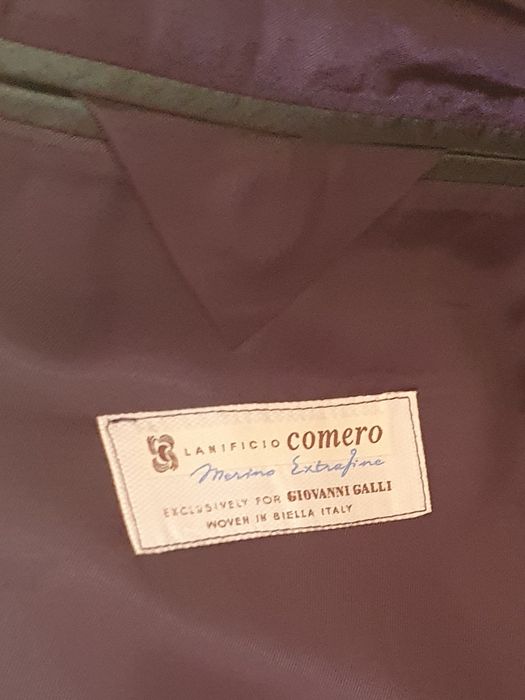 LANIFICIO comero
Merino Extrafine
EXCLUSIVELY FOR GIOVANNI GALLI
WOVEN IN BIELLA ITALY